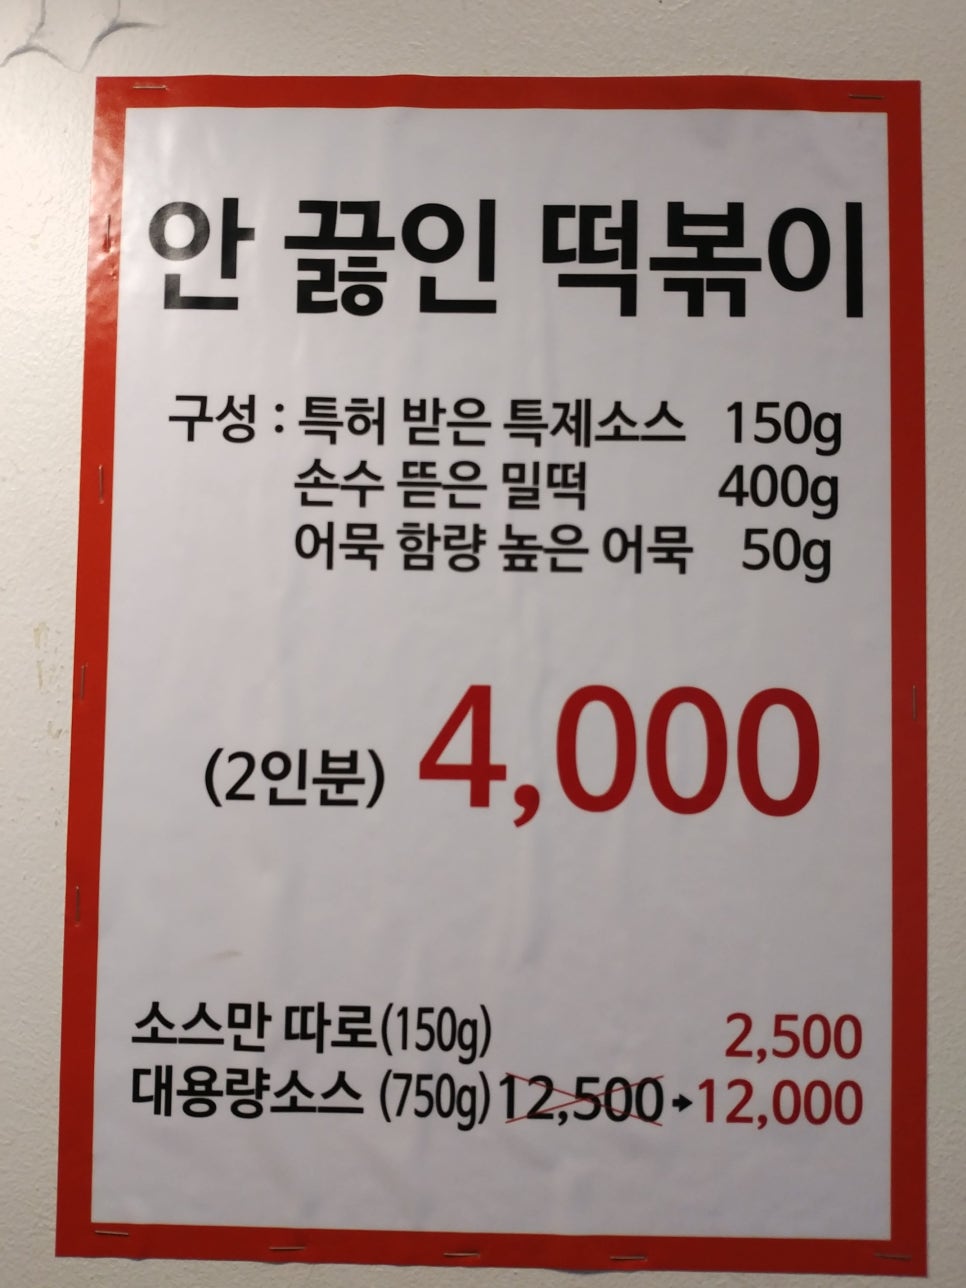 안 끓인 떡볶이
구성 : 특허 받은 특제소스 150g
손수 뜯은 밀떡 400g
어묵 함량 높은 어묵 50g
(2인분) 4,000
소스만 따로(150g) 2,500
대용량소스 (750g) 12,500→12,000